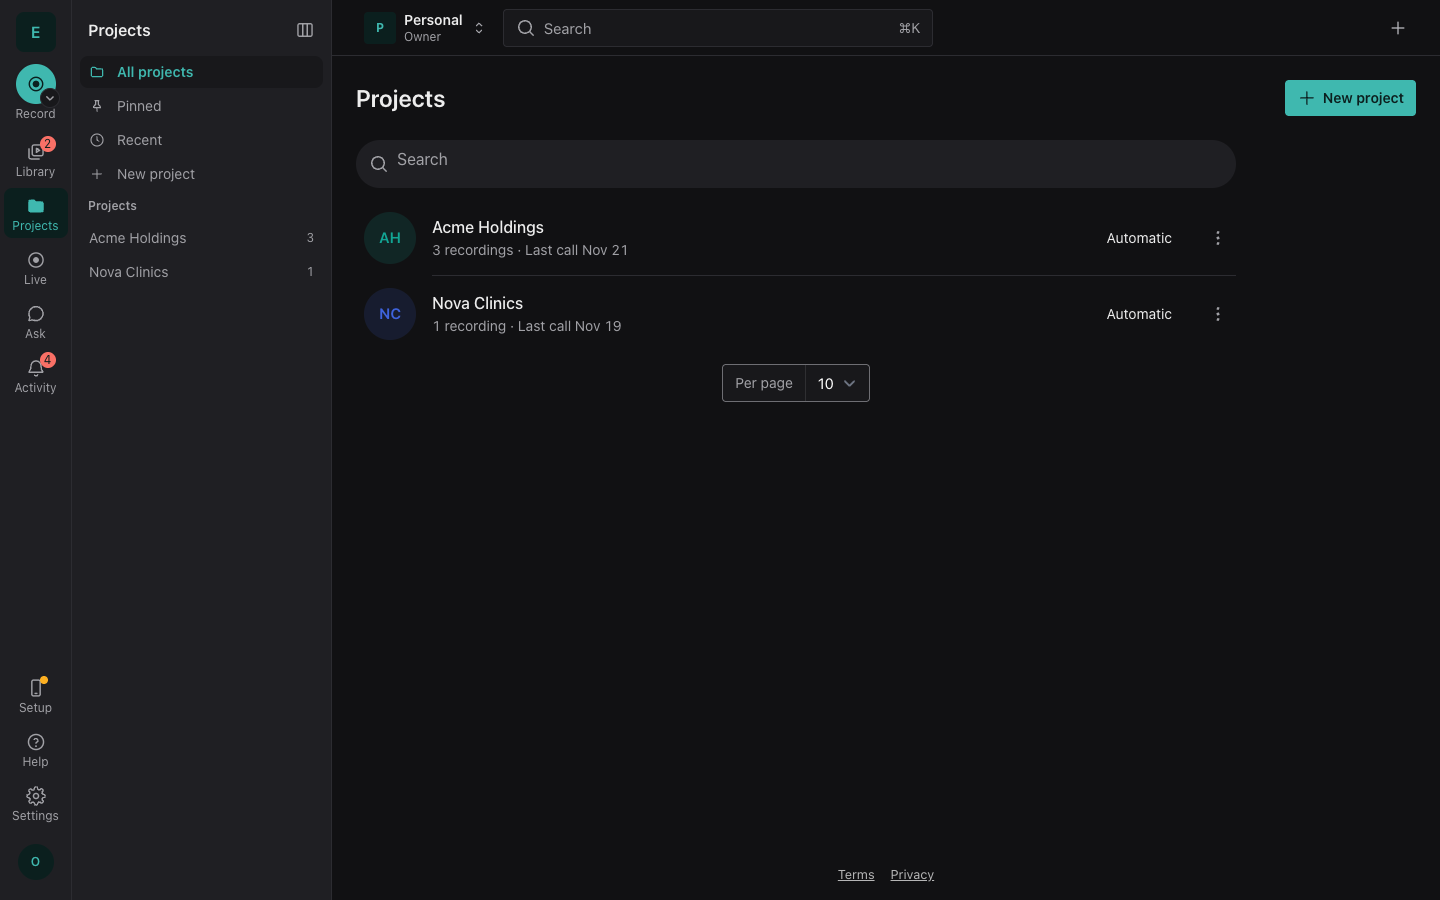 E
Record
2
Library
Projects
Live
Ask
4
Activity
Setup
Help
Settings
O
Projects
All projects
Pinned
Recent
New project
Projects
Acme Holdings 3
Nova Clinics 1
P
Personal
Owner
Search ⌘K
Projects
New project
Search
AH
Acme Holdings
3 recordings · Last call Nov 21
Automatic
NC
Nova Clinics
1 recording · Last call Nov 19
Automatic
Per page 10
Terms Privacy